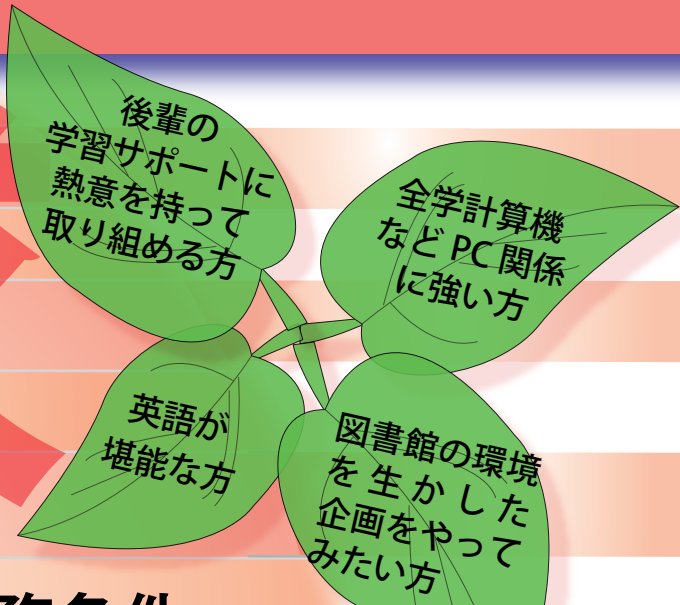 後輩の
学習サポートに
熱意を持って
取り組める方
全学計算機
など PC 関係
に強い方
英語が
堪能な方
図書館の環境
を生かした
企画をやって
みたい方